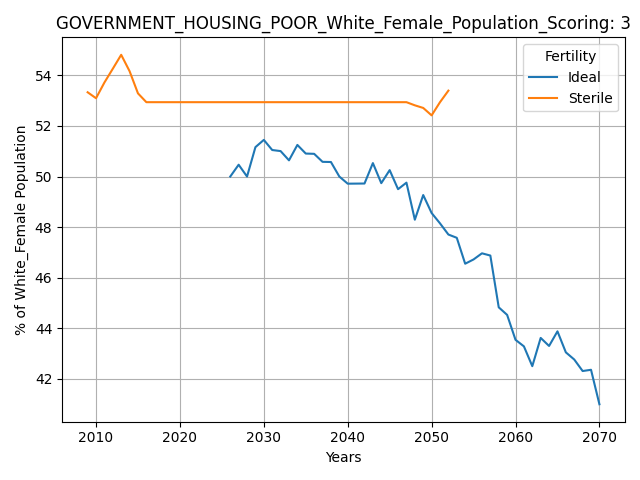 GOVERNMENT_HOUSING_POOR_White_Female_Population_Scoring: 3
Fertility
Ideal
Sterile
% of White_Female Population
54
52
50
48
46
44
42
2010 2020 2030 2040 2050 2060 2070
Years